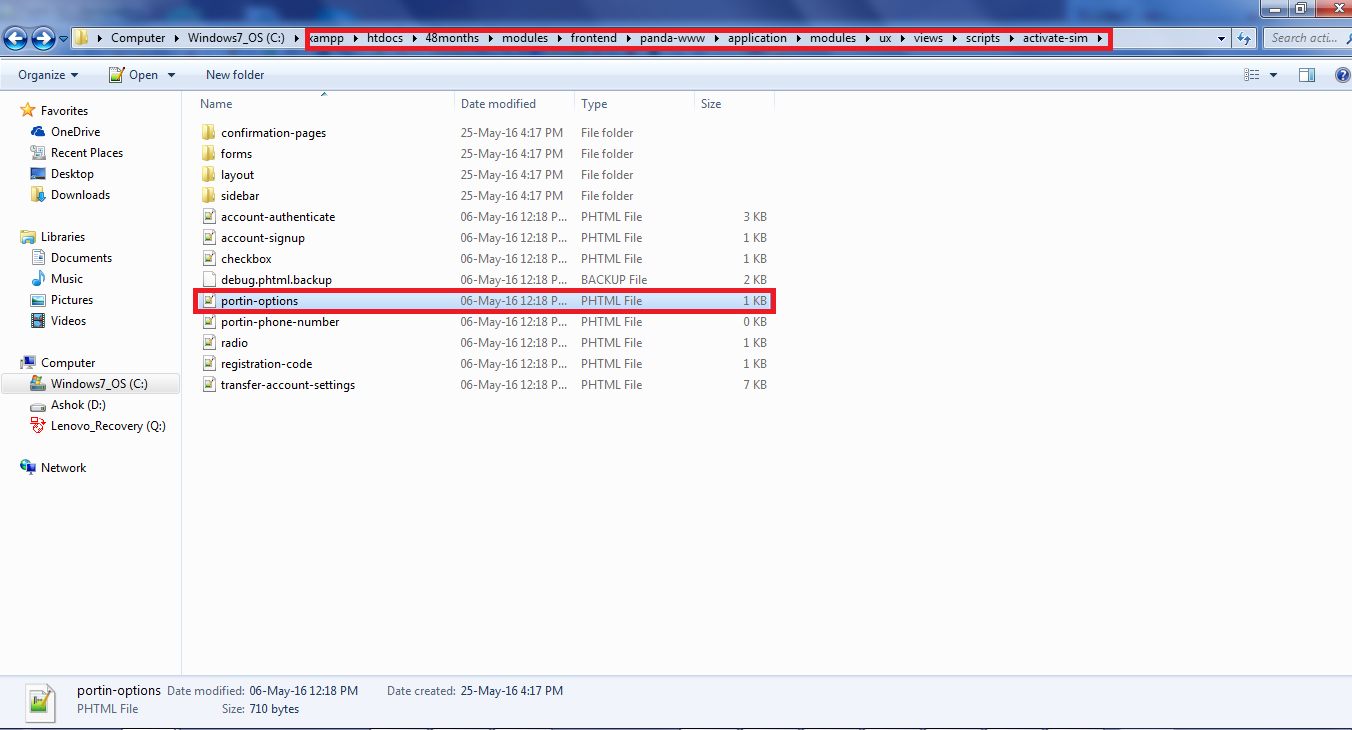 Computer Windows7_OS (C:) xampp htdocs 48months modules frontend panda-www application modules ux views scripts activate-sim Search acti...
Organize Open New folder
Name Date modified Type Size
Favorites
OneDrive
Recent Places
Desktop
Downloads
Libraries
Documents
Music
Pictures
Videos
Computer
Windows7_OS (C:)
Ashok (D:)
Lenovo_Recovery (Q:)
Network
confirmation-pages 25-May-16 4:17 PM File folder
forms 25-May-16 4:17 PM File folder
layout 25-May-16 4:17 PM File folder
sidebar 25-May-16 4:17 PM File folder
account-authenticate 06-May-16 12:18 P... PHTML File 3 KB
account-signup 06-May-16 12:18 P... PHTML File 1 KB
checkbox 06-May-16 12:18 P... PHTML File 1 KB
debug.phtml.backup 06-May-16 12:18 P... BACKUP File 2 KB
portin-options 06-May-16 12:18 P... PHTML File 1 KB
portin-phone-number 06-May-16 12:18 P... PHTML File 0 KB
radio 06-May-16 12:18 P... PHTML File 1 KB
registration-code 06-May-16 12:18 P... PHTML File 1 KB
transfer-account-settings 06-May-16 12:18 P... PHTML File 7 KB
portin-options Date modified: 06-May-16 12:18 PM Date created: 25-May-16 4:17 PM
PHTML File Size: 710 bytes